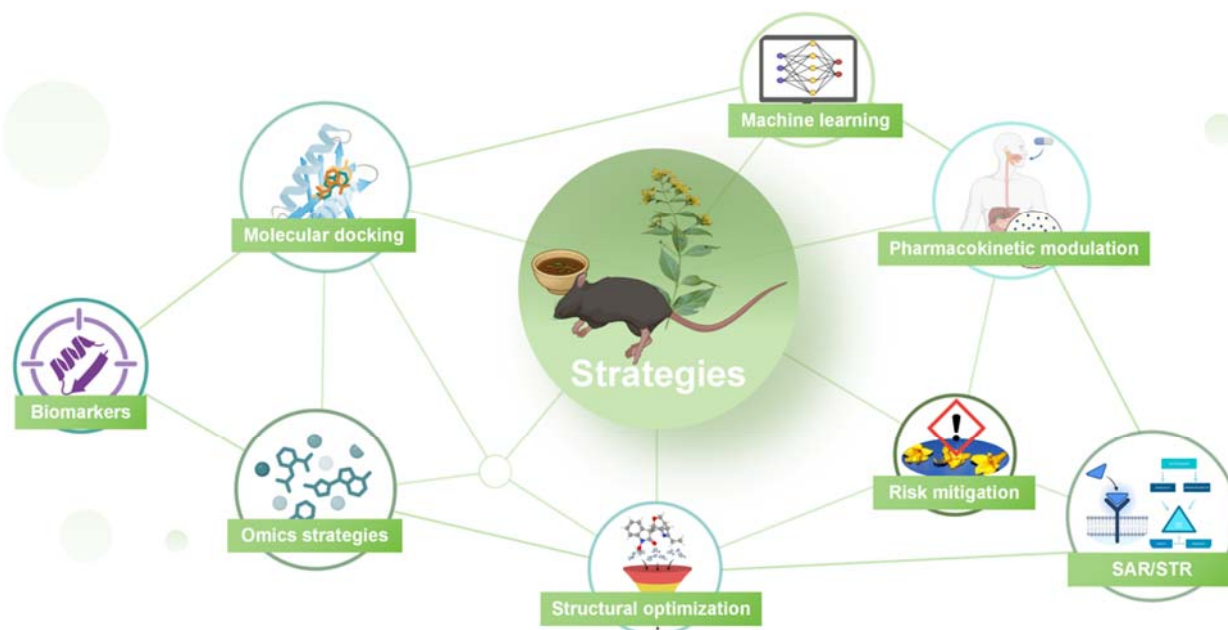 Machine learning
Molecular docking
Pharmacokinetic modulation
Strategies
Biomarkers
Risk mitigation
Omics strategies
SAR/STR
Structural optimization